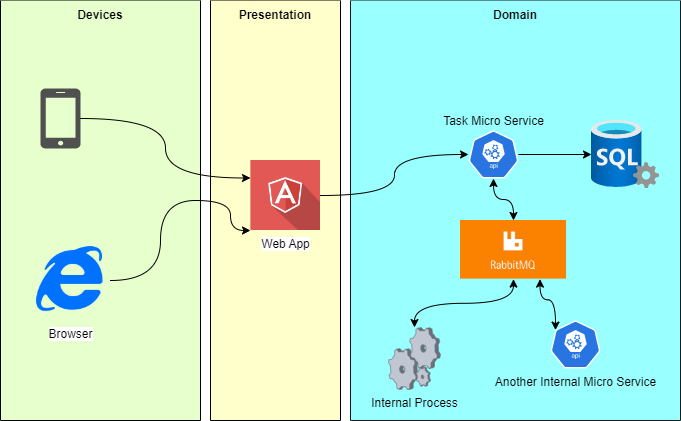 Devices
Presentation
Domain
Task Micro Service
api
SQL
A
Web App
RabbitMQ
Browser
api
Internal Process
Another Internal Micro Service